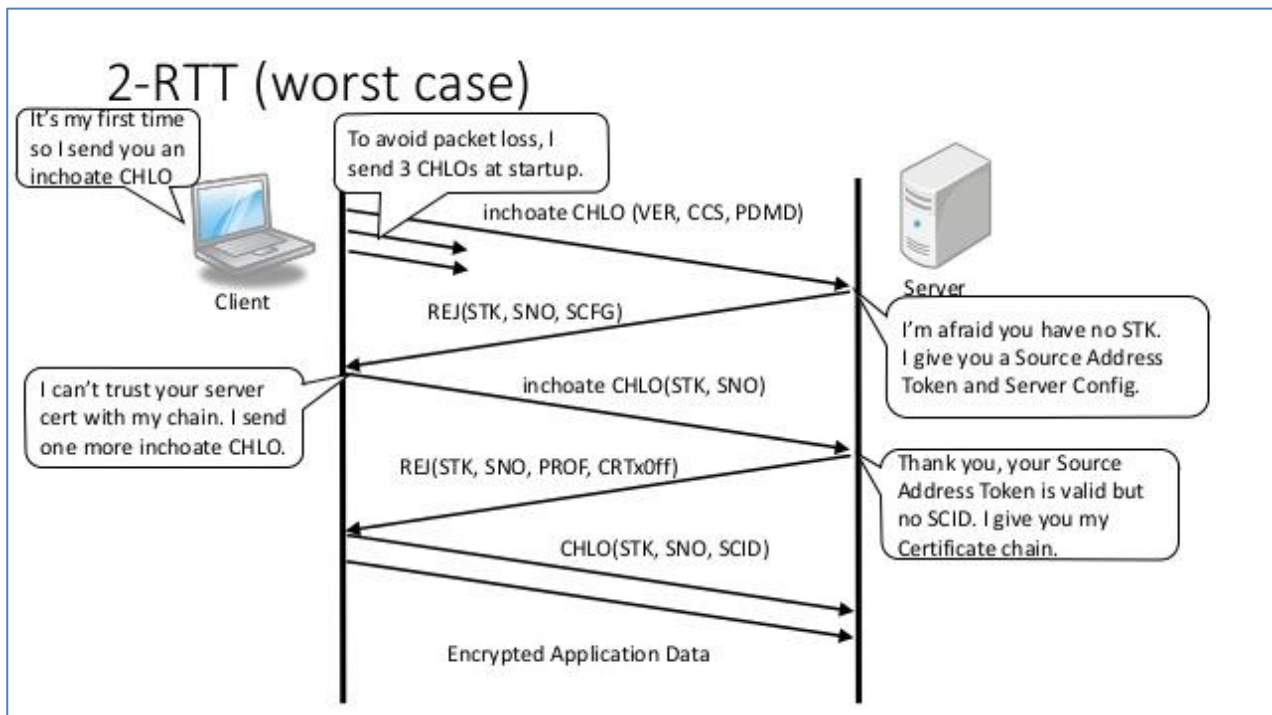 2-RTT (worst case)
It's my first time
so I send you an
inchoate CHLO
To avoid packet loss, I
send 3 CHLOs at startup.
inchoate CHLO (VER, CCS, PDMD)
Client
Server
REJ(STK, SNO, SCFG)
I'm afraid you have no STK.
I give you a Source Address
Token and Server Config.
I can't trust your server
cert with my chain. I send
one more inchoate CHLO.
inchoate CHLO(STK, SNO)
REJ(STK, SNO, PROF, CRTx0ff)
Thank you, your Source
Address Token is valid but
no SCID. I give you my
Certificate chain.
CHLO(STK, SNO, SCID)
Encrypted Application Data